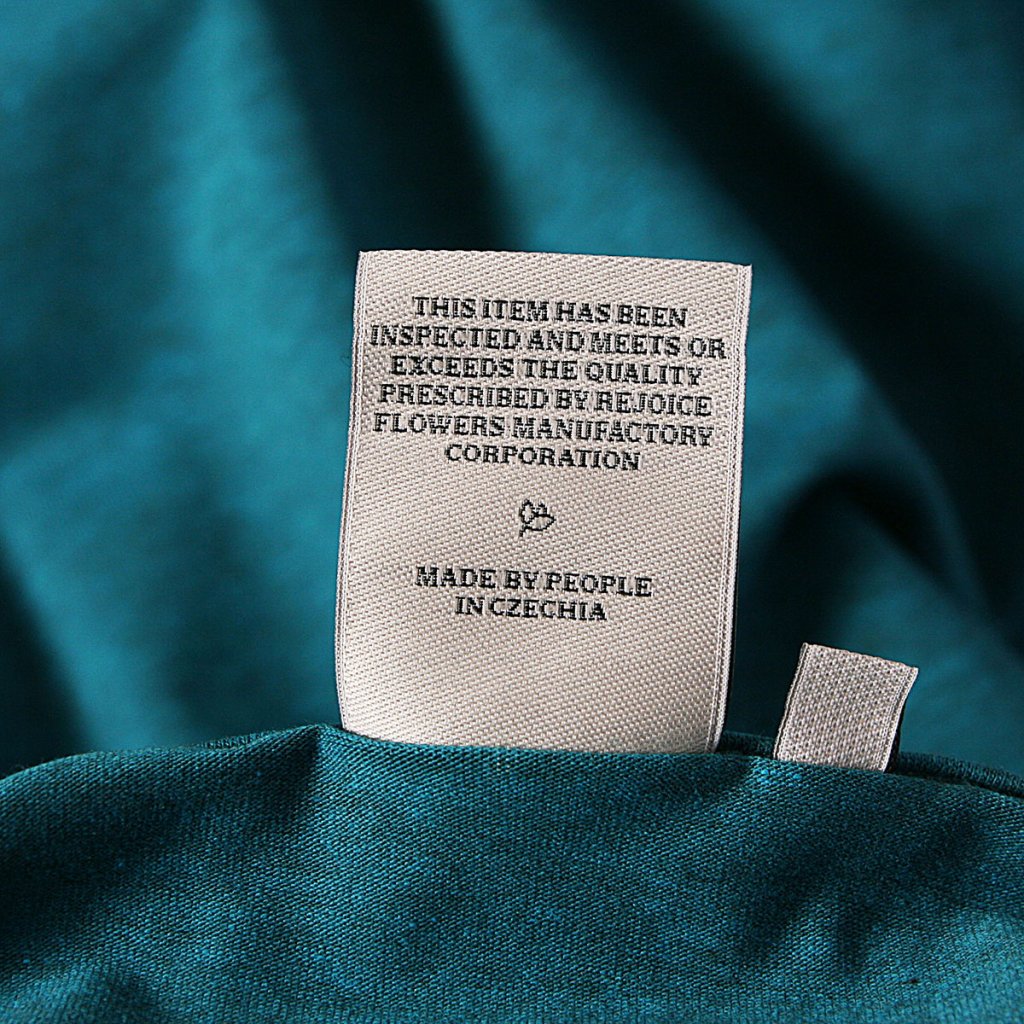 THIS ITEM HAS BEEN
INSPECTED AND MEETS OR
EXCEEDS THE QUALITY
PRESCRIBED BY REJOICE
FLOWERS MANUFACTORY
CORPORATION
MADE BY PEOPLE
IN CZECHIA